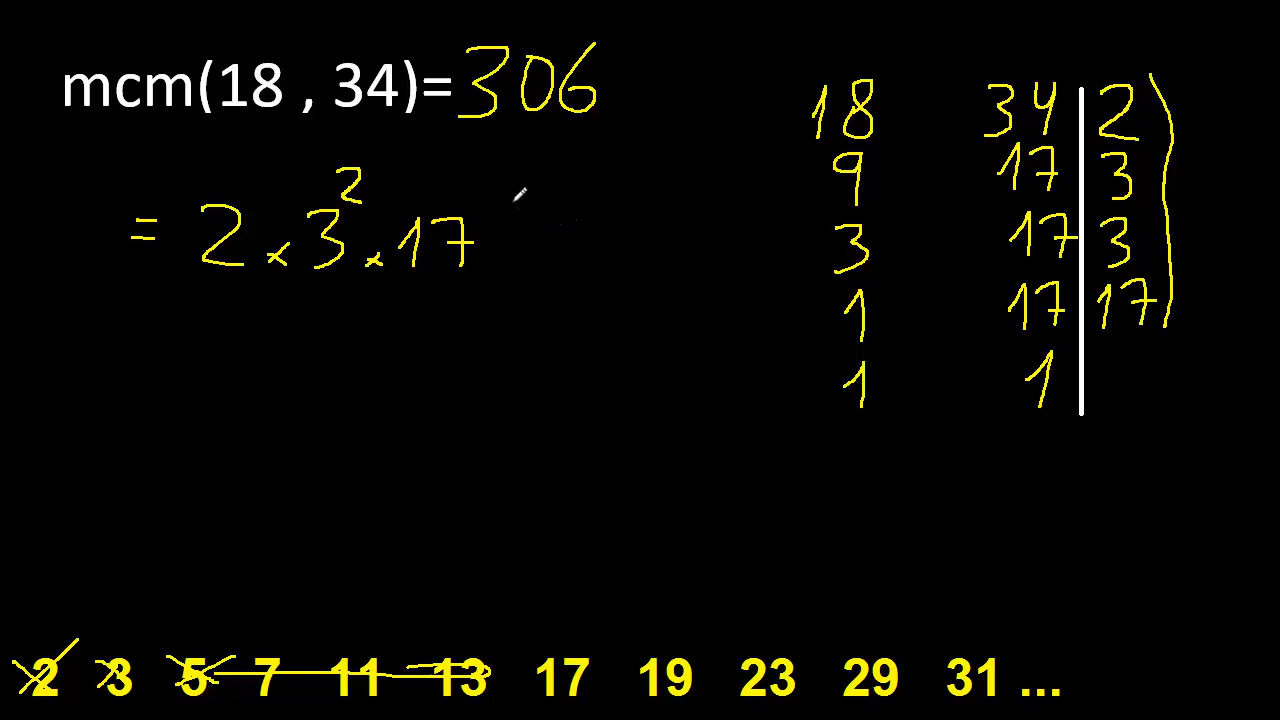 mcm(18 , 34)=306
= 2 × 3² × 17
18 34 | 2
9 17 | 3
3 17 | 3
1 17 | 17
1 1 |
2 3 5 7 11 13 17 19 23 29 31 ...